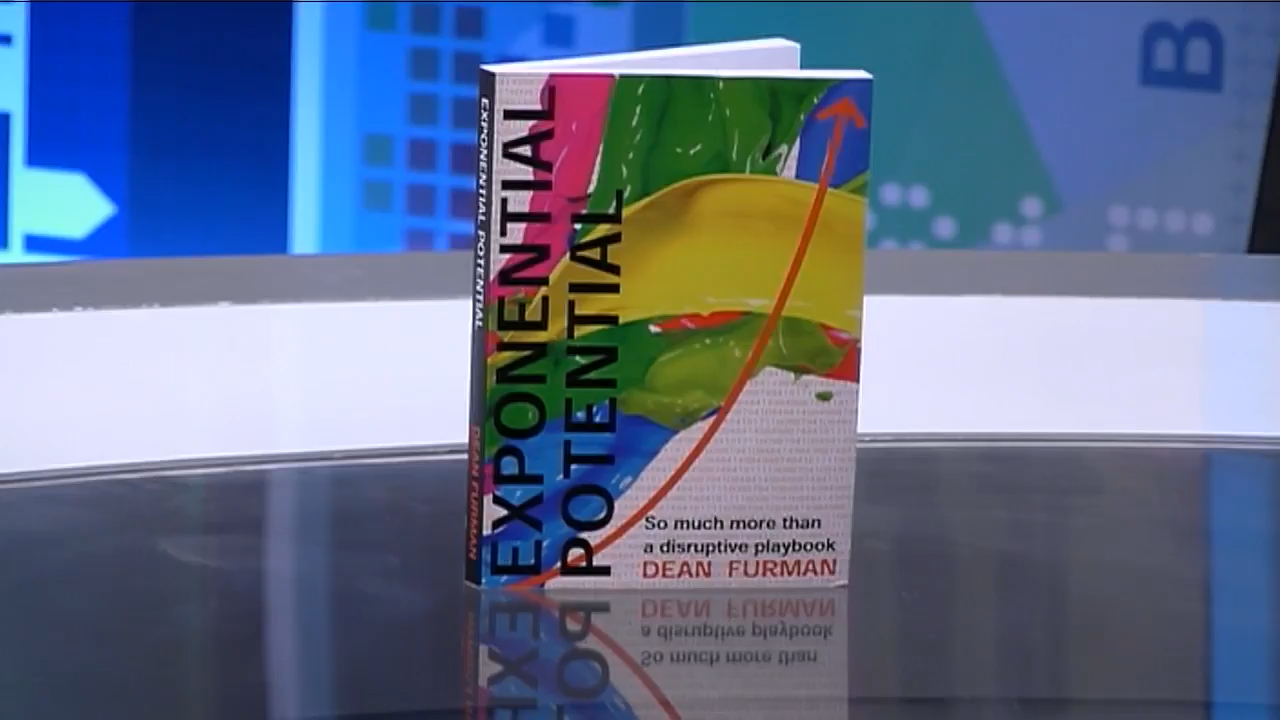 EXPONENTIAL POTENTIAL
DEAN FURMAN
EXPONENTIAL
POTENTIAL
So much more than
a disruptive playbook
DEAN FURMAN
B